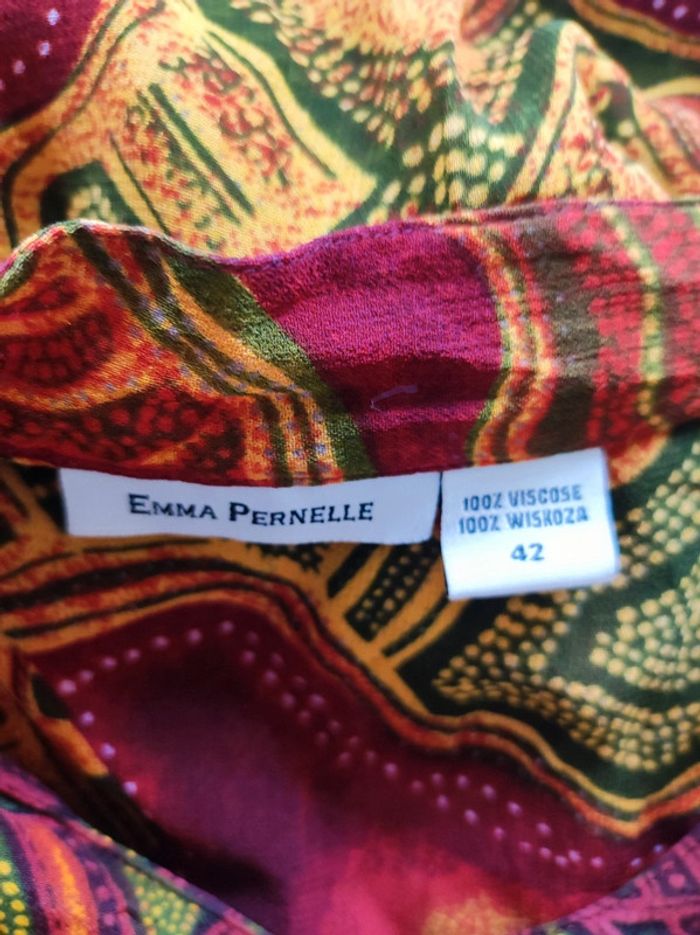 EMMA PERNELLE
100% VISCOSE
100% WISKOZA
42